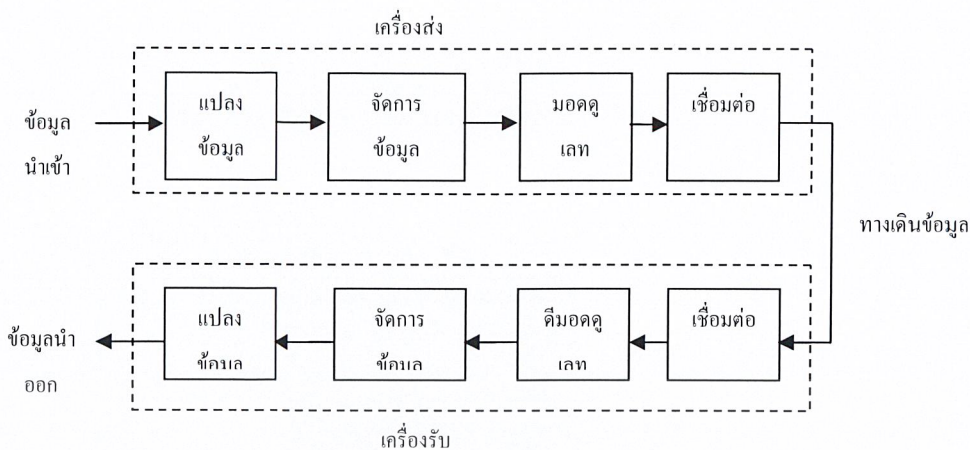 เครื่องส่ง
ข้อมูล
นำเข้า
แปลง
ข้อมูล
จัดการ
ข้อมูล
มอดดู
เลท
เชื่อมต่อ
ทางเดินข้อมูล
ข้อมูลนำ
ออก
แปลง
ข้อมูล
จัดการ
ข้อมูล
ดีมอดดู
เลท
เชื่อมต่อ
เครื่องรับ